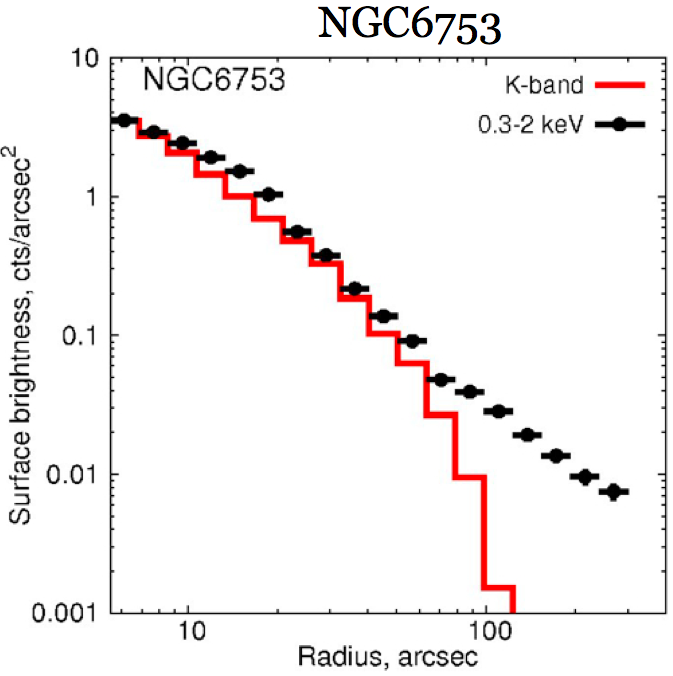 NGC6753
NGC6753
K-band
0.3-2 keV
Surface brightness, cts/arcsec²
10
1
0.1
0.01
0.001
10 100
Radius, arcsec